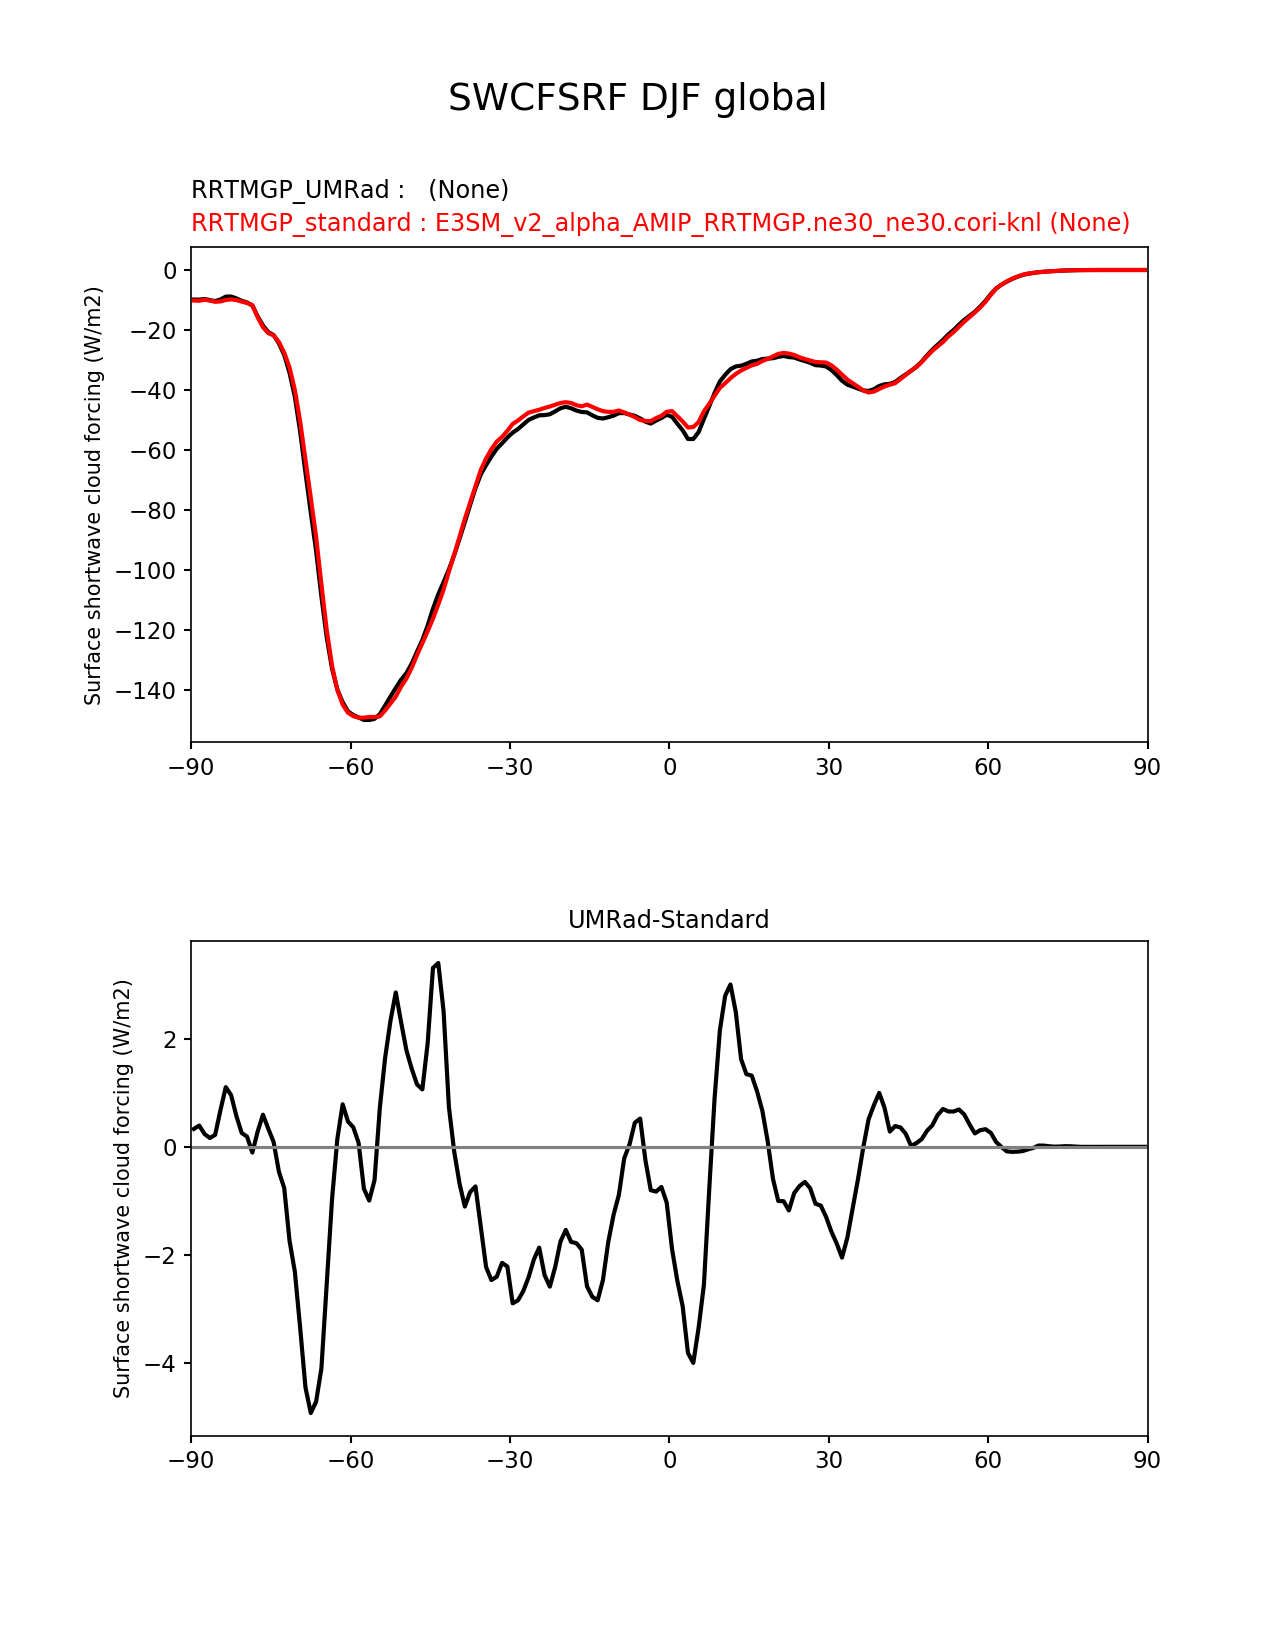 SWCFSRF DJF global
RRTMGP_UMRad :   (None)
RRTMGP_standard : E3SM_v2_alpha_AMIP_RRTMGP.ne30_ne30.cori-knl (None)
Surface shortwave cloud forcing (W/m2)
0
−20
−40
−60
−80
−100
−120
−140
−90 −60 −30 0 30 60 90
UMRad-Standard
Surface shortwave cloud forcing (W/m2)
2
0
−2
−4
−90 −60 −30 0 30 60 90